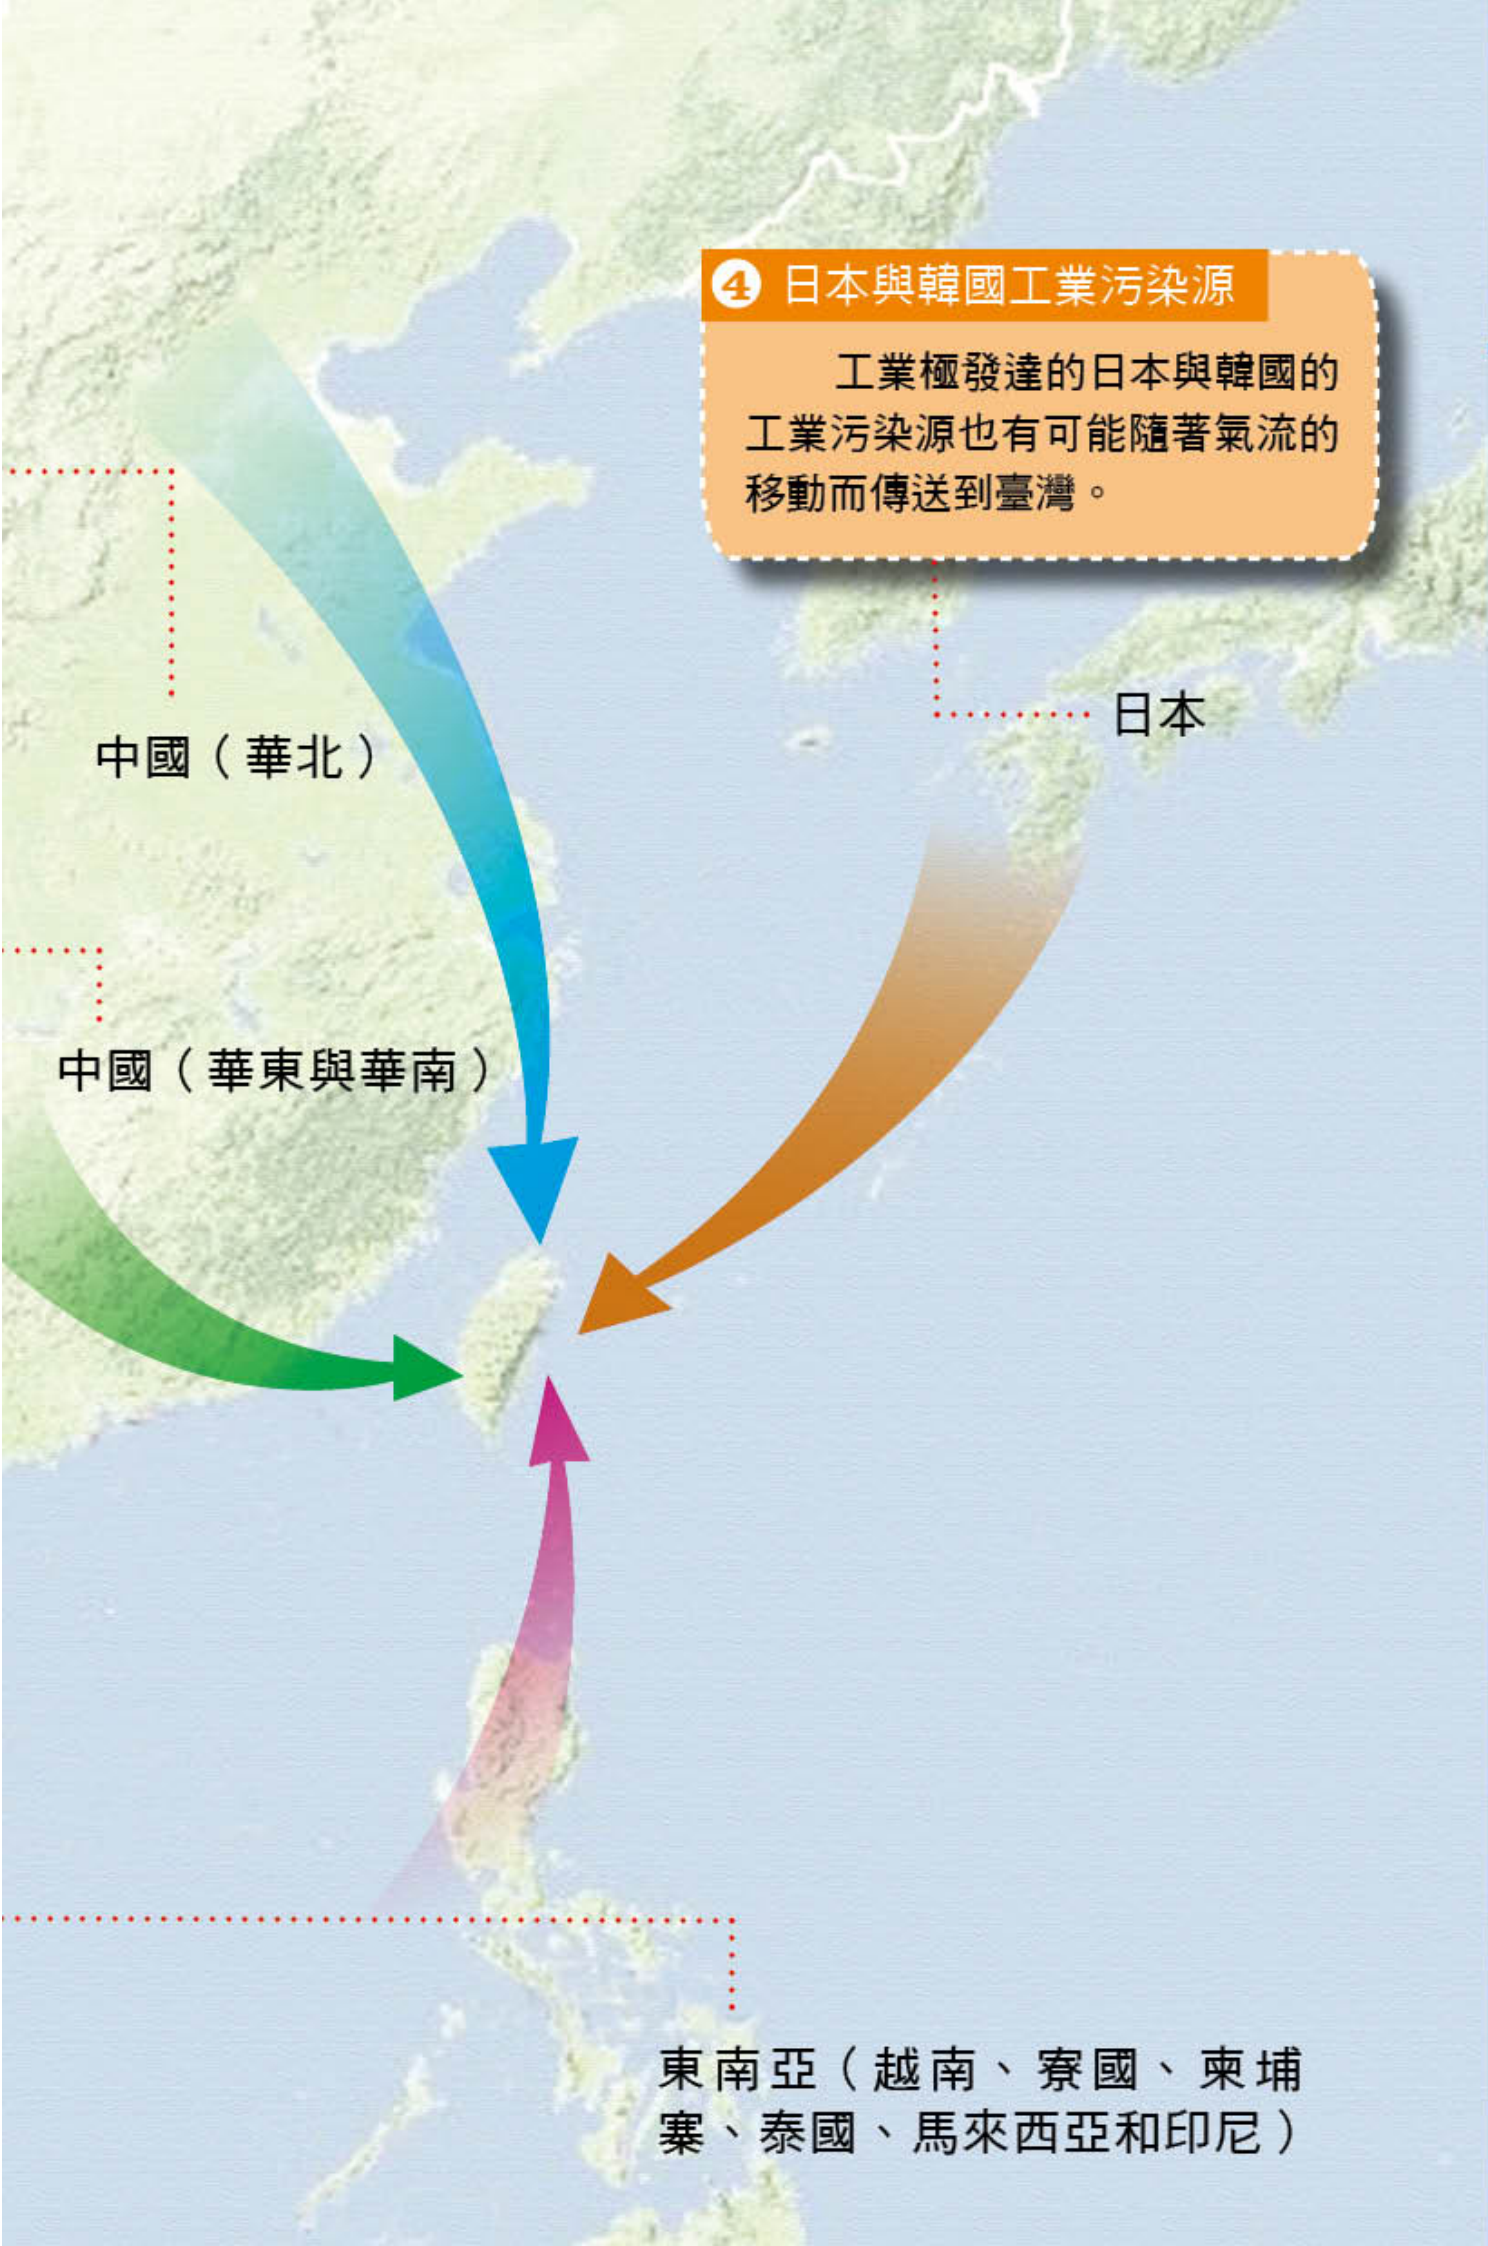 ❹ 日本與韓國工業污染源
工業極發達的日本與韓國的
工業污染源也有可能隨著氣流的
移動而傳送到臺灣。
日本
中國（華北）
中國（華東與華南）
東南亞（越南、寮國、柬埔
寨、泰國、馬來西亞和印尼）